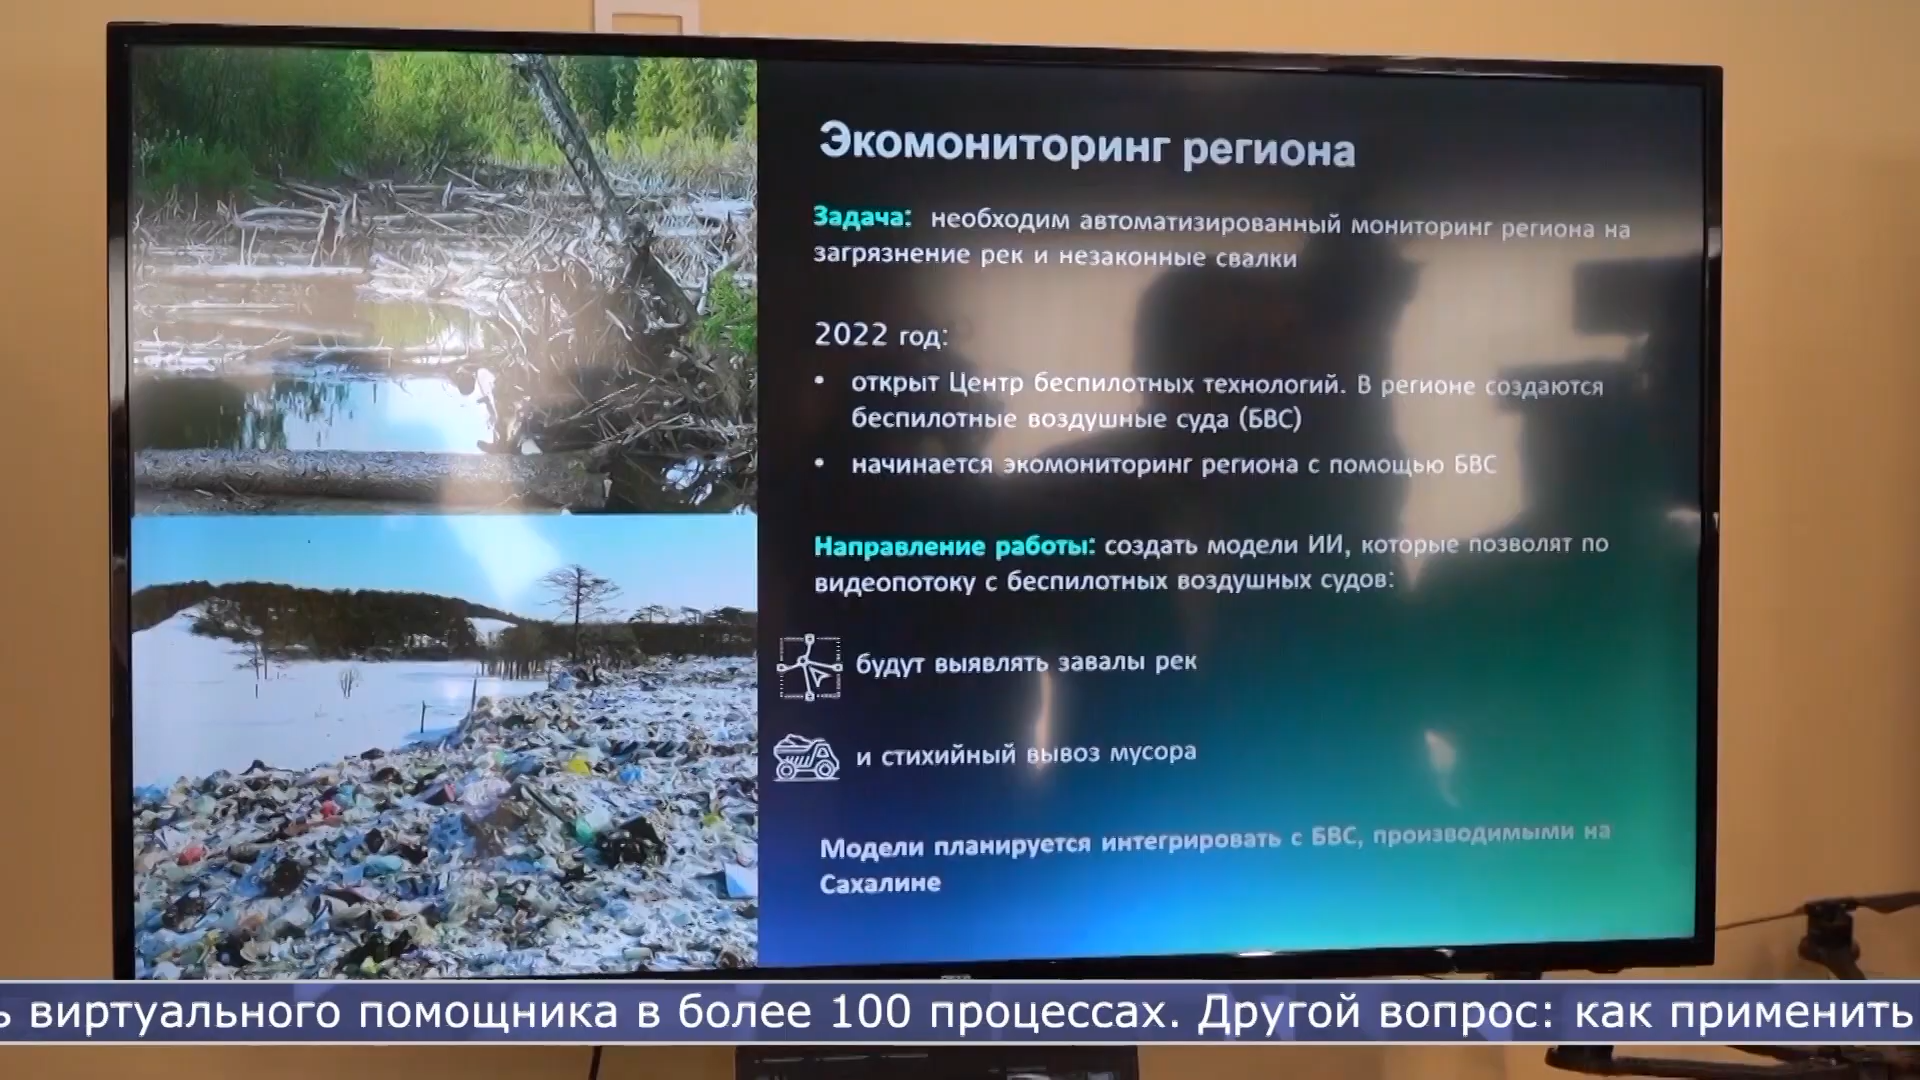 Экомониторинг региона
Задача: необходим автоматизированный мониторинг региона на
загрязнение рек и незаконные свалки
2022 год:
• открыт Центр беспилотных технологий. В регионе создаются
беспилотные воздушные суда (БВС)
• начинается экомониторинг региона с помощью БВС
Направление работы: создать модели ИИ, которые позволят по
видеопотоку с беспилотных воздушных судов:
будут выявлять завалы рек
и стихийный вывоз мусора
Модели планируется интегрировать с БВС, производимыми на
Сахалине
ь виртуального помощника в более 100 процессах. Другой вопрос: как применить